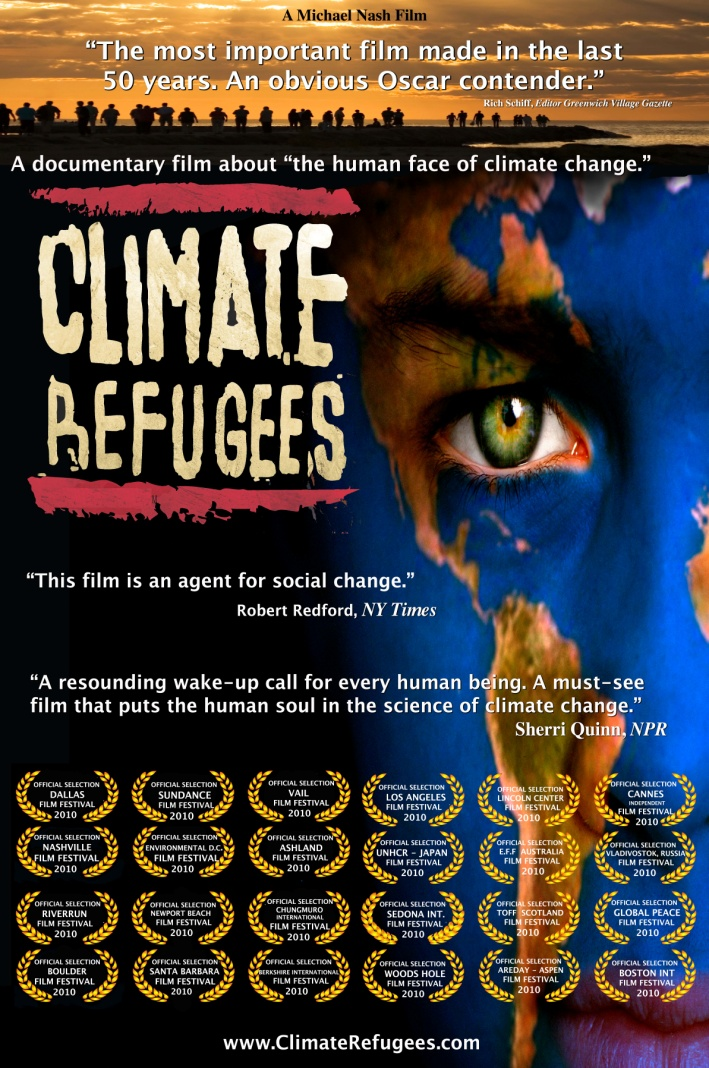 A Michael Nash Film
“The most important film made in the last
50 years. An obvious Oscar contender.”
Rich Schiff, Editor Greenwich Village Gazette
A documentary film about “the human face of climate change.”
CLIMATE
REFUGEES
“This film is an agent for social change.”
Robert Redford, NY Times
“A resounding wake-up call for every human being. A must-see
film that puts the human soul in the science of climate change.”
Sherri Quinn, NPR
OFFICIAL SELECTION
DALLAS
FILM FESTIVAL
2010
OFFICIAL SELECTION
SUNDANCE
FILM FESTIVAL
2010
OFFICIAL SELECTION
VAIL
FILM FESTIVAL
2010
OFFICIAL SELECTION
LOS ANGELES
FILM FESTIVAL
2010
OFFICIAL SELECTION
LINCOLN CENTER
FILM FESTIVAL
2010
OFFICIAL SELECTION
CANNES
INDEPENDENT
FILM FESTIVAL
2010
OFFICIAL SELECTION
NASHVILLE
FILM FESTIVAL
2010
OFFICIAL SELECTION
ENVIRONMENTAL D.C.
FILM FESTIVAL
2010
OFFICIAL SELECTION
ASHLAND
FILM FESTIVAL
2010
OFFICIAL SELECTION
UNHCR - JAPAN
FILM FESTIVAL
2010
OFFICIAL SELECTION
E.F.F AUSTRALIA
FILM FESTIVAL
2010
OFFICIAL SELECTION
VLADIVOSTOK, RUSSIA
FILM FESTIVAL
2010
OFFICIAL SELECTION
RIVERRUN
FILM FESTIVAL
2010
OFFICIAL SELECTION
NEWPORT BEACH
FILM FESTIVAL
2010
OFFICIAL SELECTION
CHUNGMURO
INTERNATIONAL
FILM FESTIVAL
2010
OFFICIAL SELECTION
SEDONA INT.
FILM FESTIVAL
2010
OFFICIAL SELECTION
TOFF SCOTLAND
FILM FESTIVAL
2010
OFFICIAL SELECTION
GLOBAL PEACE
FILM FESTIVAL
2010
OFFICIAL SELECTION
BOULDER
FILM FESTIVAL
2010
OFFICIAL SELECTION
SANTA BARBARA
FILM FESTIVAL
2010
OFFICIAL SELECTION
BERKSHIRE INTERNATIONAL
FILM FESTIVAL
2010
OFFICIAL SELECTION
WOODS HOLE
FILM FESTIVAL
2010
OFFICIAL SELECTION
AREDAY - ASPEN
FILM FESTIVAL
2010
OFFICIAL SELECTION
BOSTON INT
FILM FESTIVAL
2010
www.ClimateRefugees.com